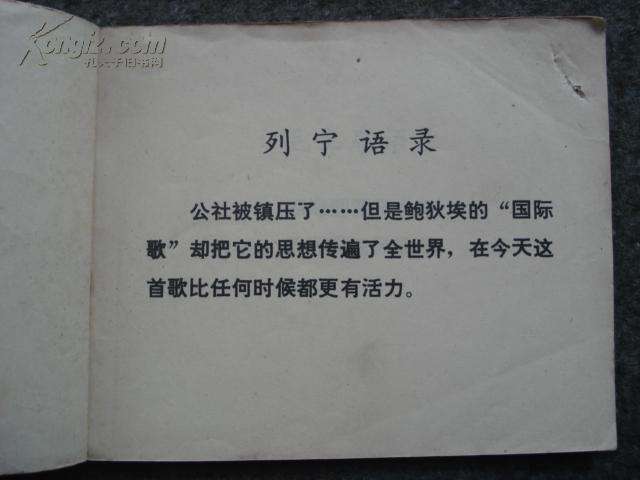 Kongfz.com
孔夫子旧书网
列宁语录
公社被镇压了……但是鲍狄埃的“国际
歌”却把它的思想传遍了全世界，在今天这
首歌比任何时候都更有活力。